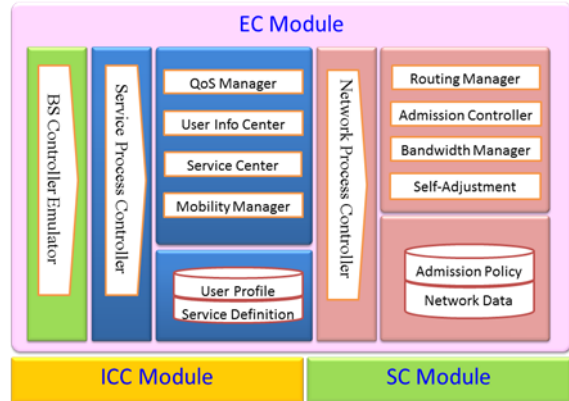 EC Module
BS Controller Emulator
Service Process Controller
QoS Manager
User Info Center
Service Center
Mobility Manager
User Profile
Service Definition
Network Process Controller
Routing Manager
Admission Controller
Bandwidth Manager
Self-Adjustment
Admission Policy
Network Data
ICC Module
SC Module